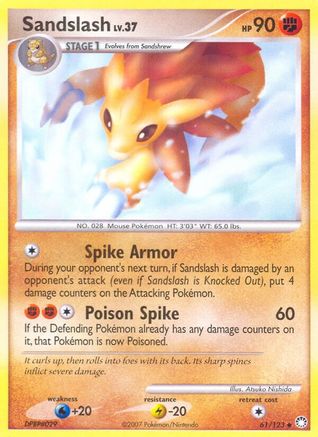 Sandslash LV.37 HP 90
STAGE 1 Evolves from Sandshrew
NO. 028 Mouse Pokémon HT: 3'03" WT: 65.0 lbs.
Spike Armor
During your opponent's next turn, if Sandslash is damaged by an
opponent's attack (even if Sandslash is Knocked Out), put 4
damage counters on the Attacking Pokémon.
Poison Spike 60
If the Defending Pokémon already has any damage counters on
it, that Pokémon is now Poisoned.
It curls up, then rolls into foes with its back. Its sharp spines
inflict severe damage.
Illus. Atsuko Nishida
weakness resistance retreat cost
+20 -20
DPBP#029 ©2007 Pokémon/Nintendo 61/123